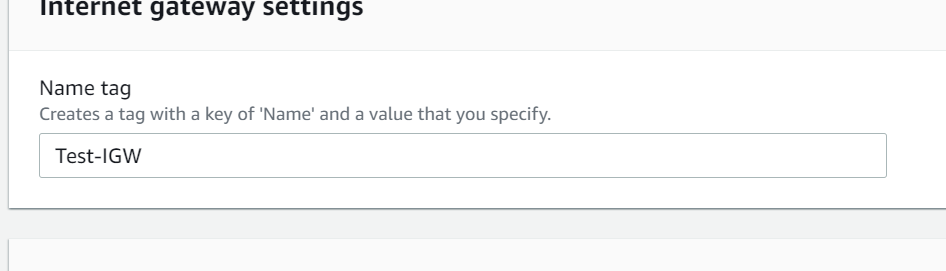 Internet gateway settings
Name tag
Creates a tag with a key of 'Name' and a value that you specify.
Test-IGW